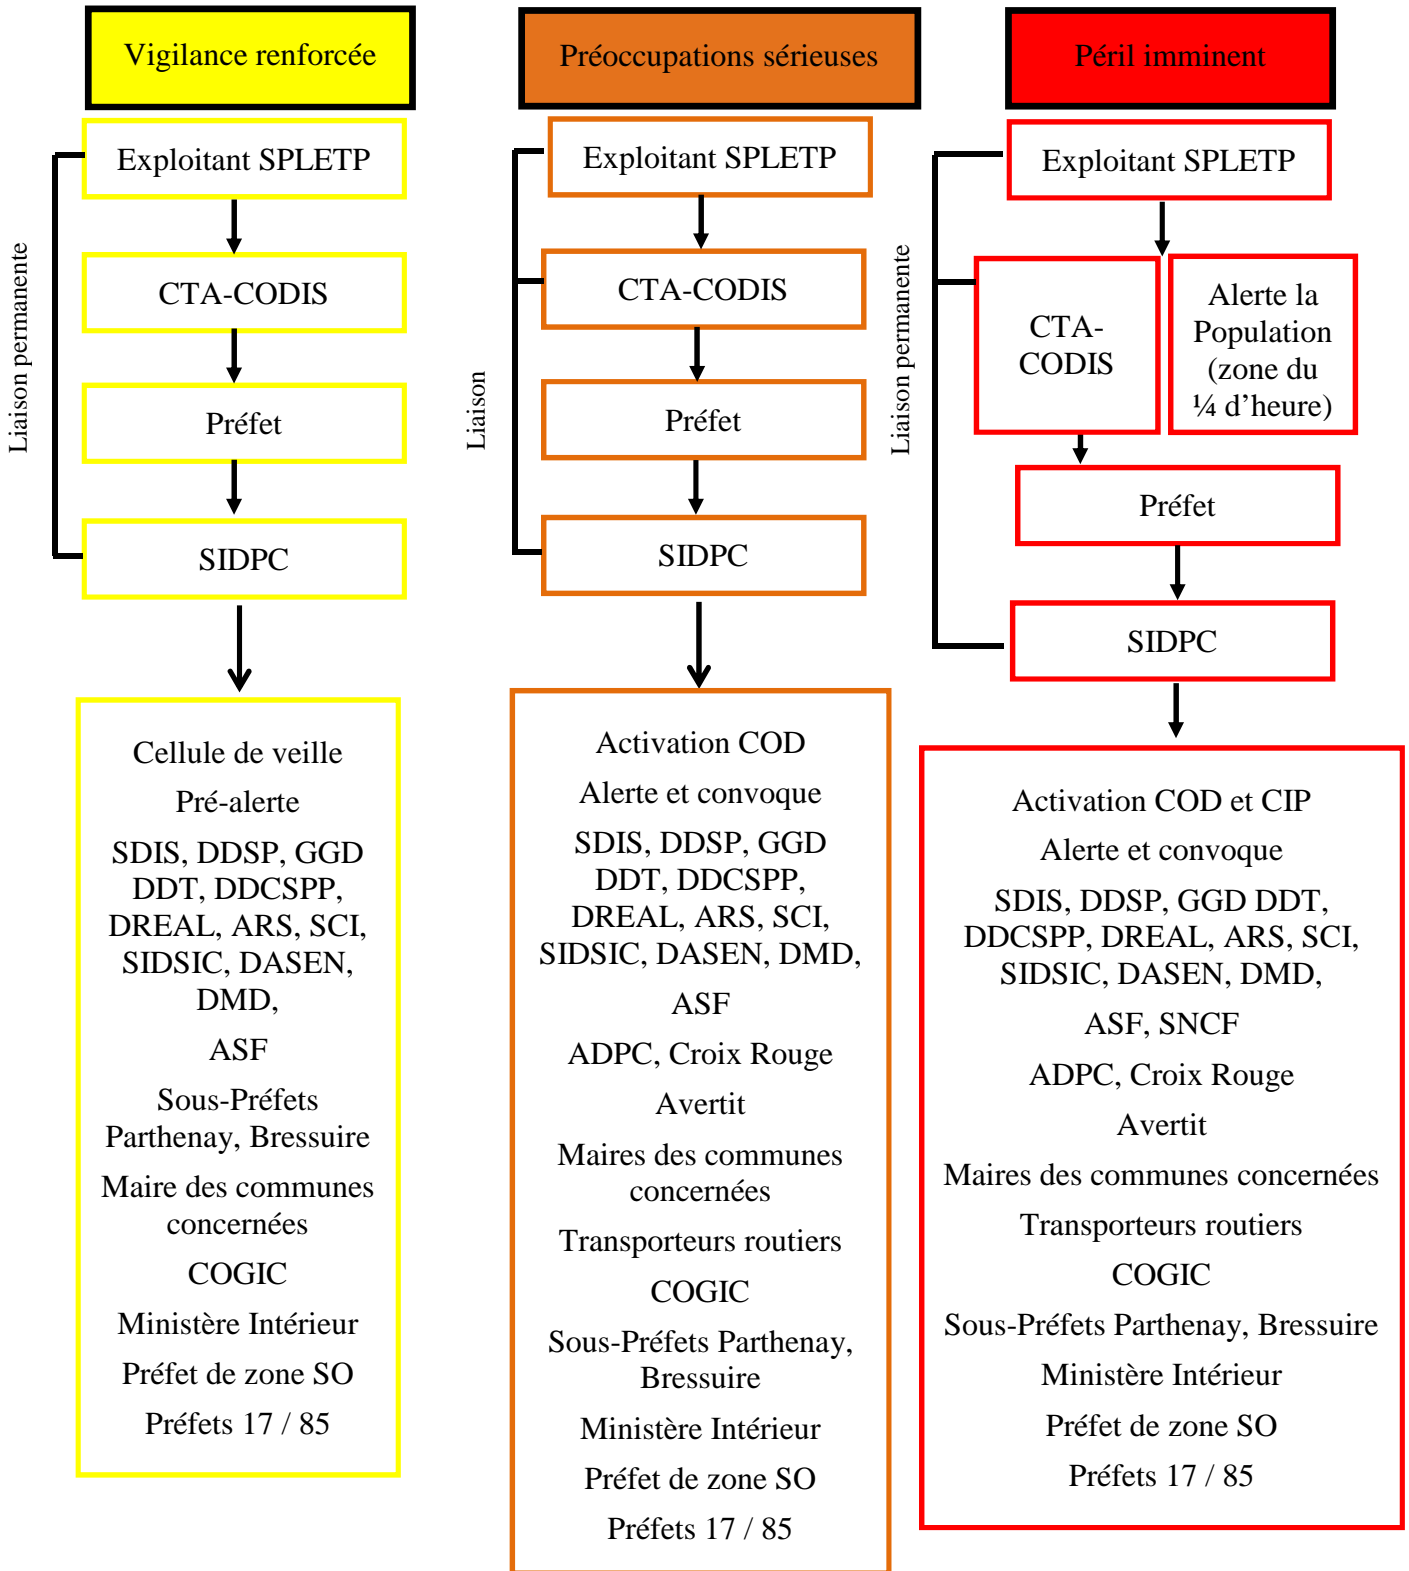 Vigilance renforcée
Exploitant SPLETP
CTA-CODIS
Préfet
SIDPC
Liaison permanente
Cellule de veille
Pré-alerte
SDIS, DDSP, GGD
DDT, DDCSPP,
DREAL, ARS, SCI,
SIDSIC, DASEN,
DMD,
ASF
Sous-Préfets
Parthenay, Bressuire
Maire des communes
concernées
COGIC
Ministère Intérieur
Préfet de zone SO
Préfets 17 / 85
Préoccupations sérieuses
Exploitant SPLETP
CTA-CODIS
Préfet
SIDPC
Liaison
Activation COD
Alerte et convoque
SDIS, DDSP, GGD
DDT, DDCSPP,
DREAL, ARS, SCI,
SIDSIC, DASEN, DMD,
ASF
ADPC, Croix Rouge
Avertit
Maires des communes
concernées
Transporteurs routiers
COGIC
Sous-Préfets Parthenay,
Bressuire
Ministère Intérieur
Préfet de zone SO
Préfets 17 / 85
Péril imminent
Exploitant SPLETP
CTA-
CODIS
Alerte la
Population
(zone du
¼ d’heure)
Préfet
SIDPC
Liaison permanente
Activation COD et CIP
Alerte et convoque
SDIS, DDSP, GGD DDT,
DDCSPP, DREAL, ARS, SCI,
SIDSIC, DASEN, DMD,
ASF, SNCF
ADPC, Croix Rouge
Avertit
Maires des communes concernées
Transporteurs routiers
COGIC
Sous-Préfets Parthenay, Bressuire
Ministère Intérieur
Préfet de zone SO
Préfets 17 / 85